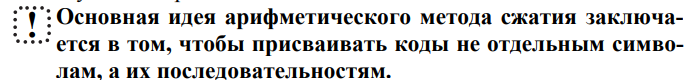 Основная идея арифметического метода сжатия заключа-
ется в том, чтобы присваивать коды не отдельным симво-
лам, а их последовательностям.